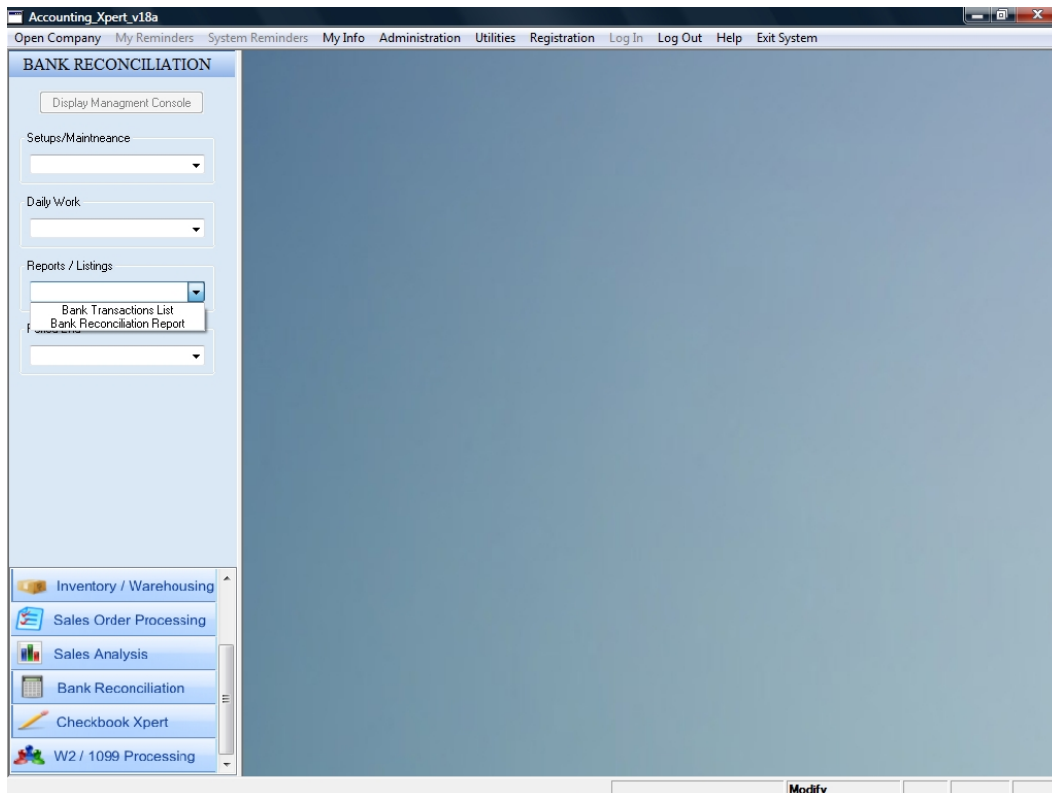 Accounting_Xpert_v18a
Open Company My Reminders System Reminders My Info Administration Utilities Registration Log In Log Out Help Exit System
BANK RECONCILIATION
Display Managment Console
Setups/Maintneance
Daily Work
Reports / Listings
Bank Transactions List
Bank Reconciliation Report
Inventory / Warehousing
Sales Order Processing
Sales Analysis
Bank Reconciliation
Checkbook Xpert
W2 / 1099 Processing
Modify